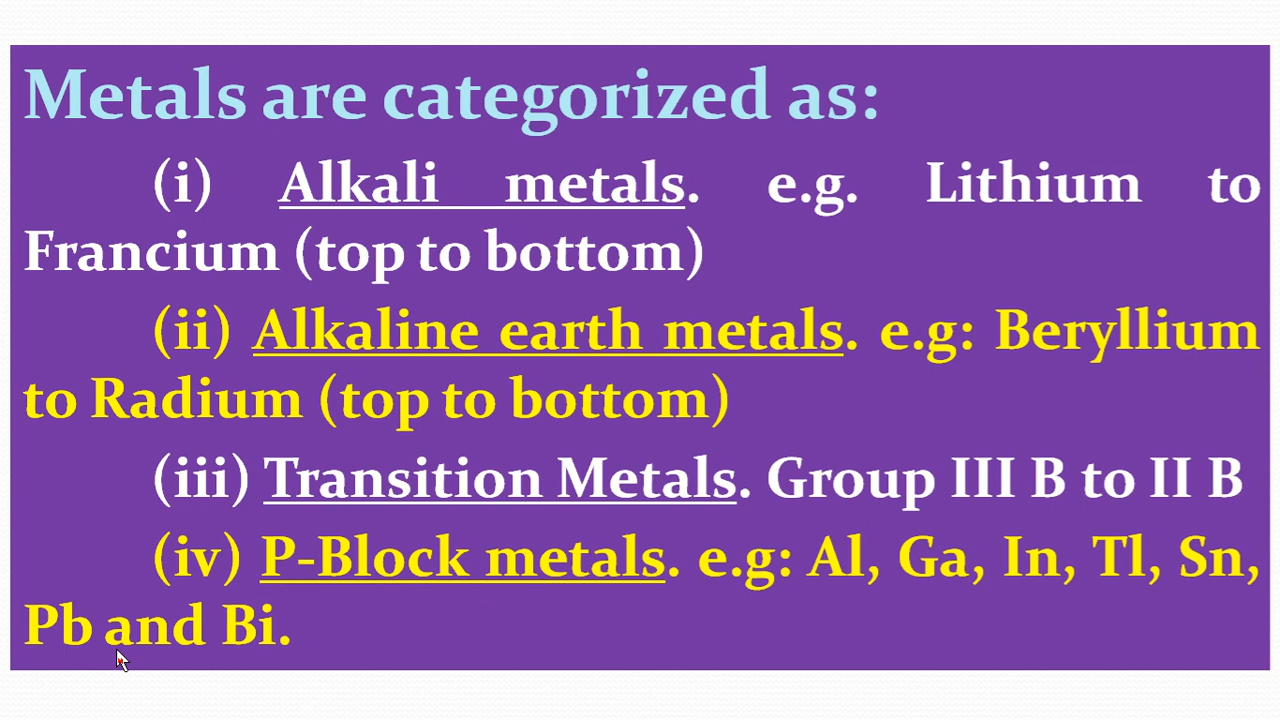 Metals are categorized as:
(i) Alkali metals. e.g. Lithium to
Francium (top to bottom)
(ii) Alkaline earth metals. e.g: Beryllium
to Radium (top to bottom)
(iii) Transition Metals. Group III B to II B
(iv) P-Block metals. e.g: Al, Ga, In, Tl, Sn,
Pb and Bi.